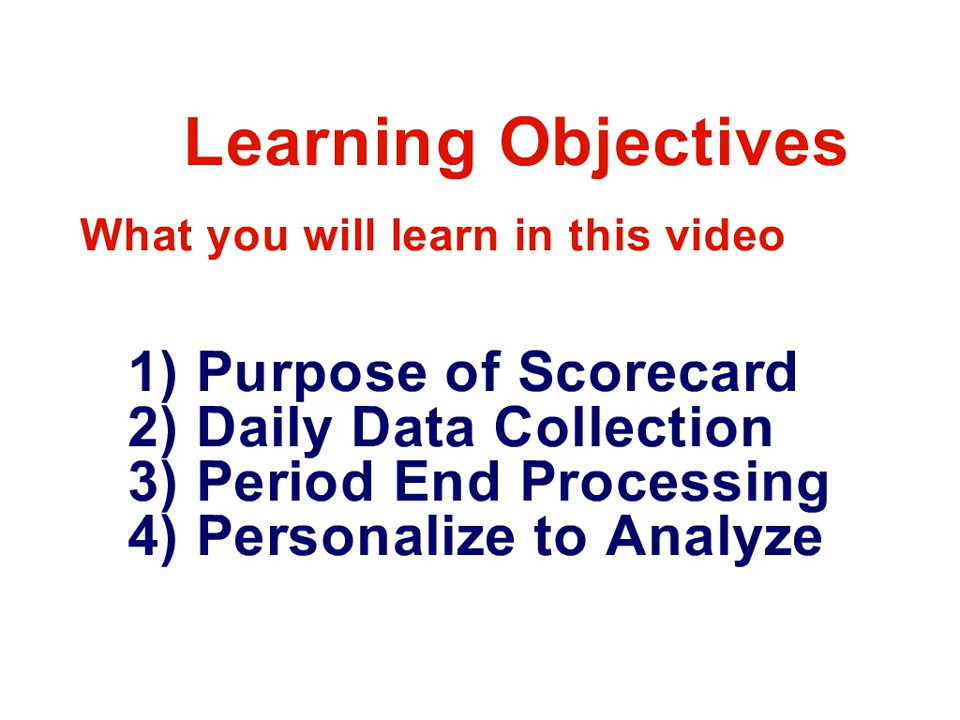 Learning Objectives
What you will learn in this video
1) Purpose of Scorecard
2) Daily Data Collection
3) Period End Processing
4) Personalize to Analyze